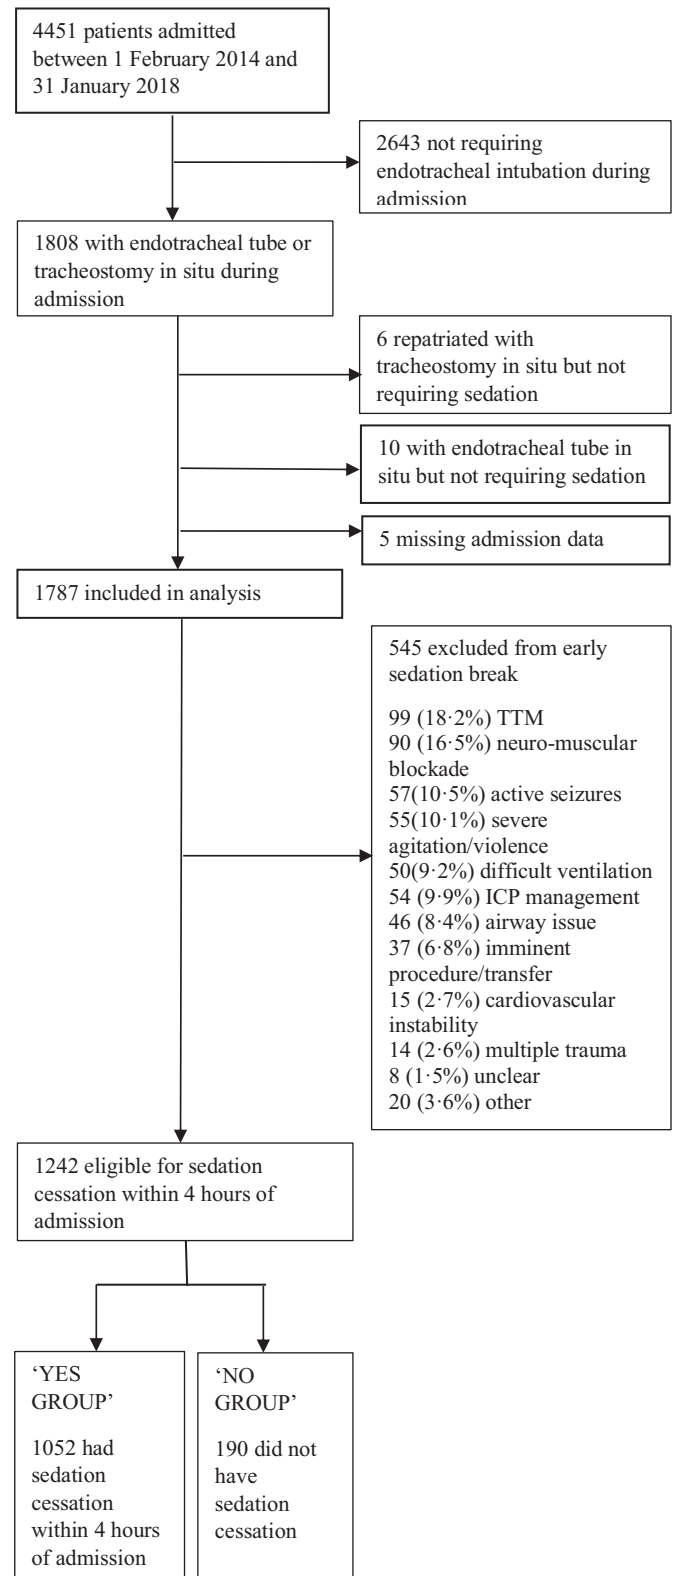 4451 patients admitted
between 1 February 2014 and
31 January 2018
2643 not requiring
endotracheal intubation during
admission
1808 with endotracheal tube or
tracheostomy in situ during
admission
6 repatriated with
tracheostomy in situ but not
requiring sedation
10 with endotracheal tube in
situ but not requiring sedation
5 missing admission data
1787 included in analysis
545 excluded from early
sedation break
99 (18·2%) TTM
90 (16·5%) neuro-muscular
blockade
57(10·5%) active seizures
55(10·1%) severe
agitation/violence
50(9·2%) difficult ventilation
54 (9·9%) ICP management
46 (8·4%) airway issue
37 (6·8%) imminent
procedure/transfer
15 (2·7%) cardiovascular
instability
14 (2·6%) multiple trauma
8 (1·5%) unclear
20 (3·6%) other
1242 eligible for sedation
cessation within 4 hours of
admission
‘YES
GROUP’
1052 had
sedation
cessation
within 4 hours
of admission
‘NO
GROUP’
190 did not
have
sedation
cessation